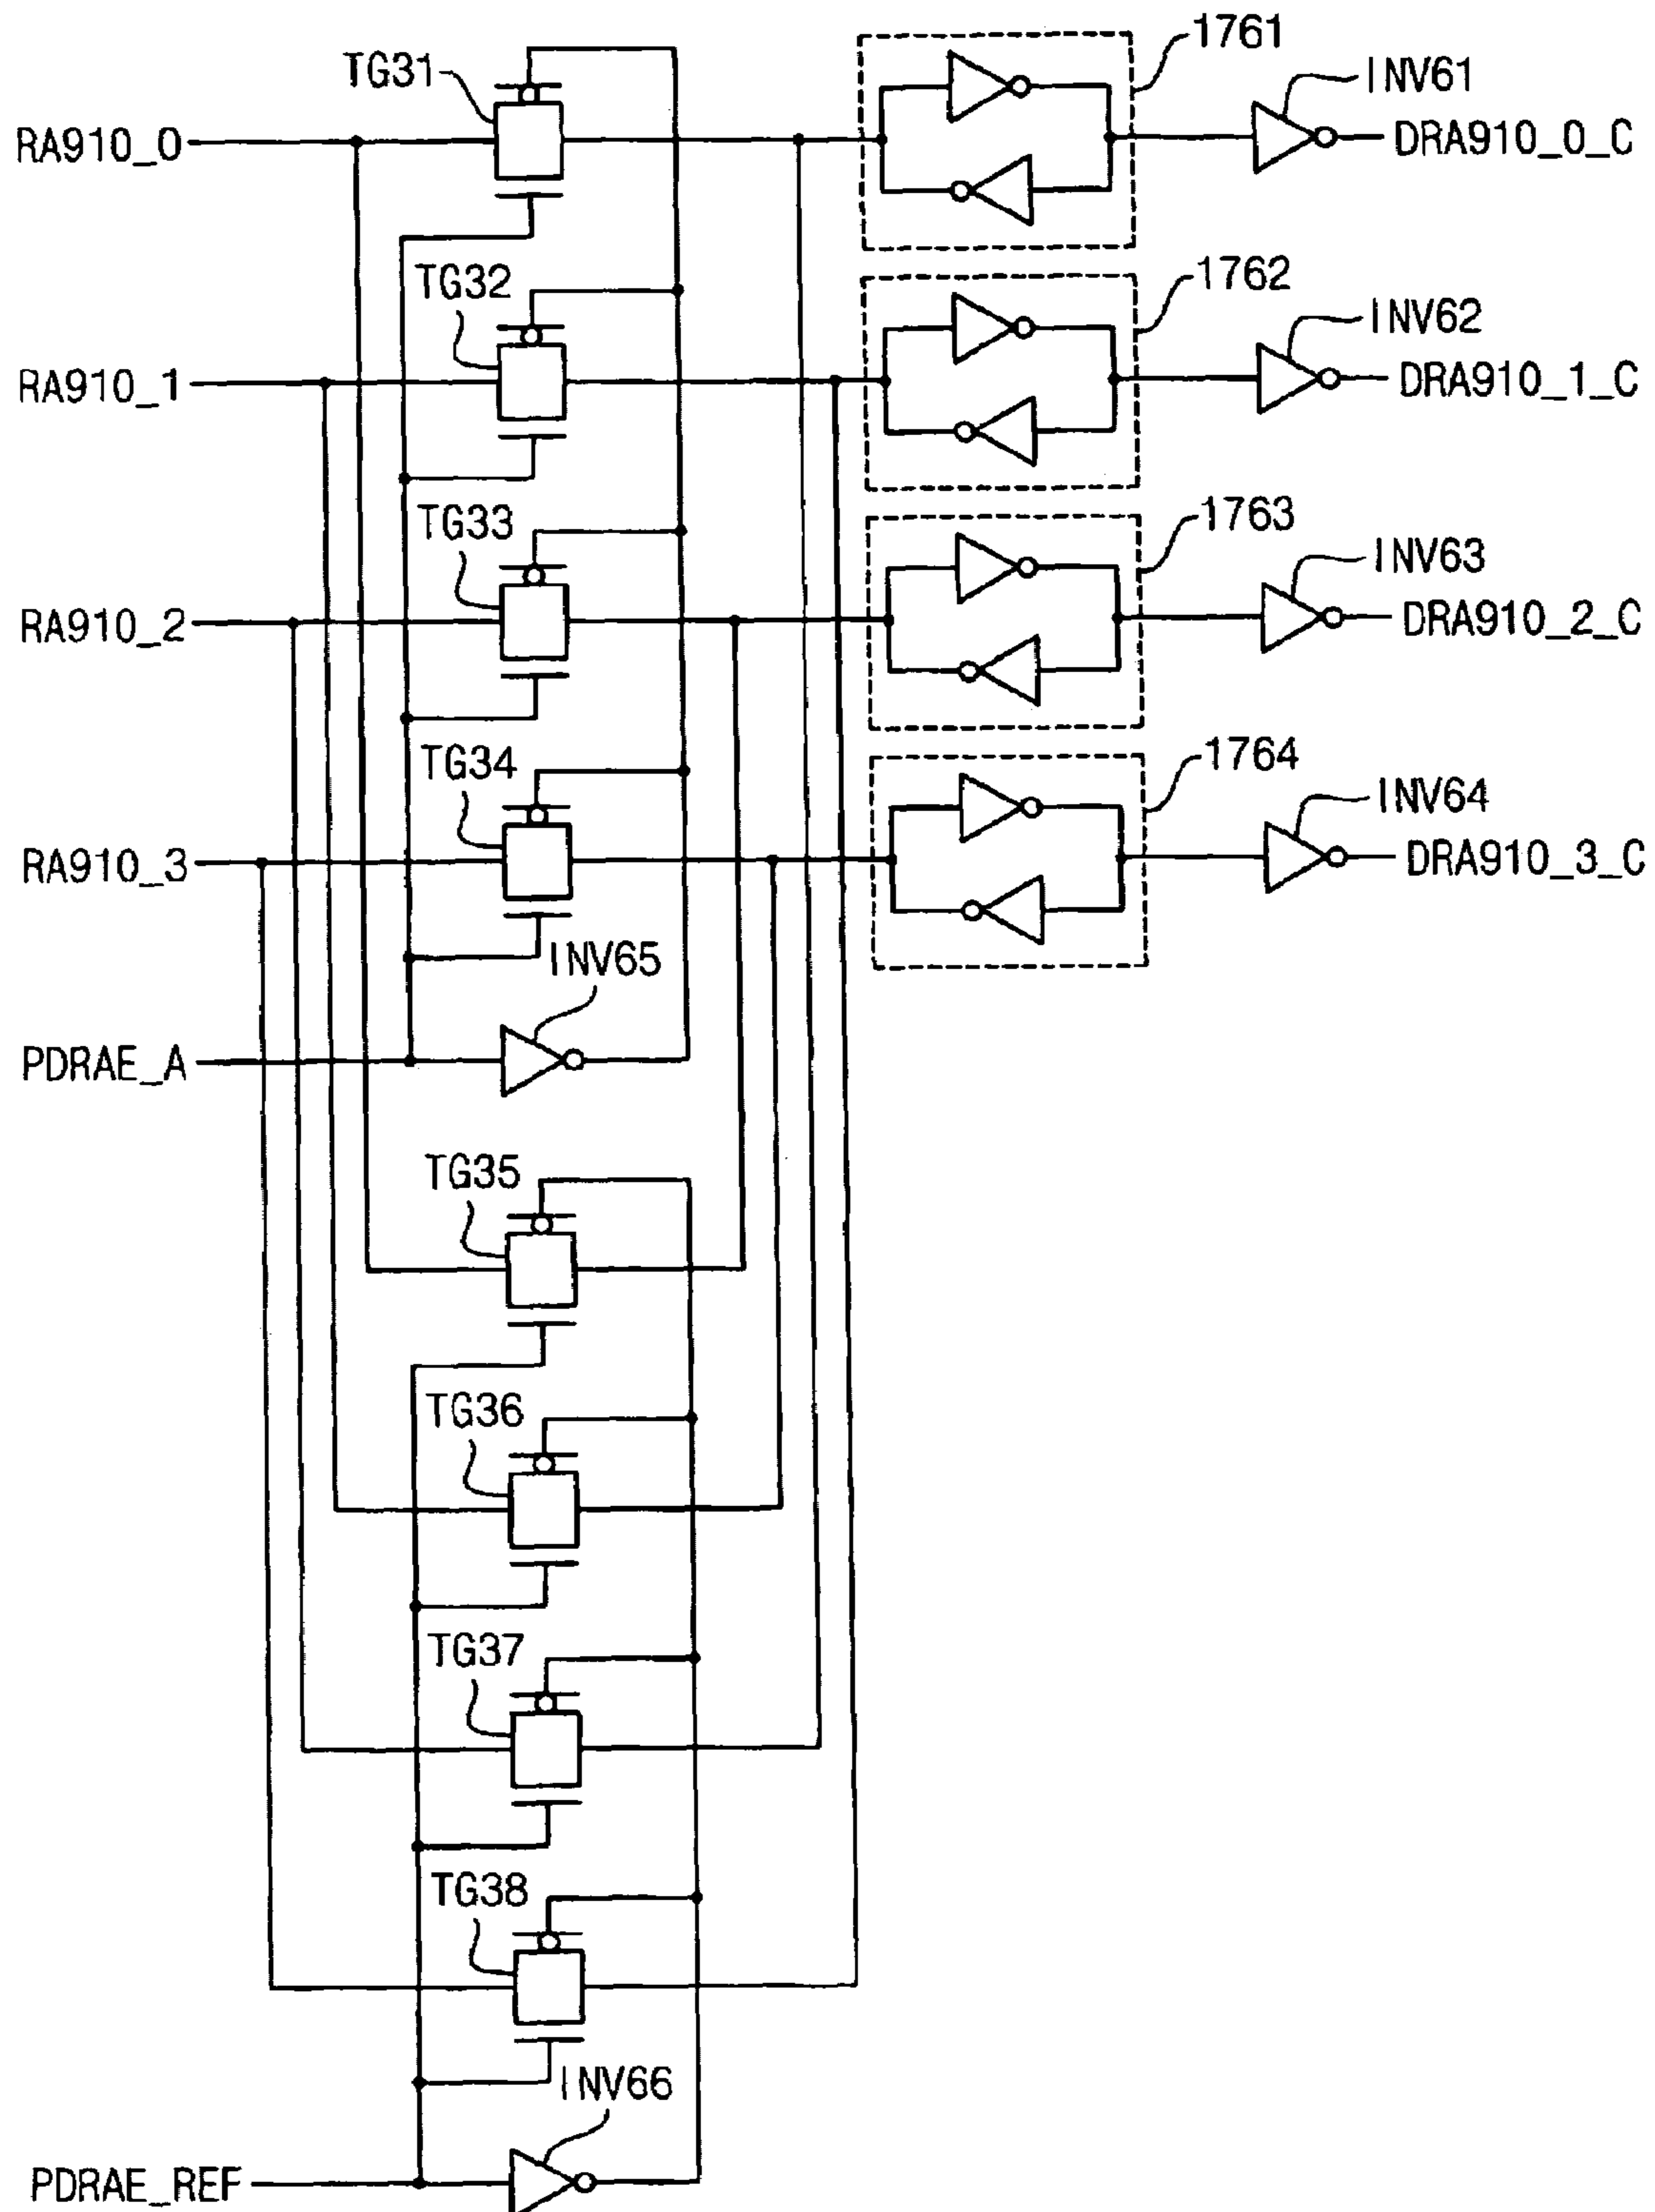 1761
TG31
INV61
RA910_0
DRA910_0_C
TG32
1762
INV62
RA910_1
DRA910_1_C
TG33
1763
INV63
RA910_2
DRA910_2_C
TG34
1764
INV64
RA910_3
DRA910_3_C
INV65
PDRAE_A
TG35
TG36
TG37
TG38
INV66
PDRAE_REF